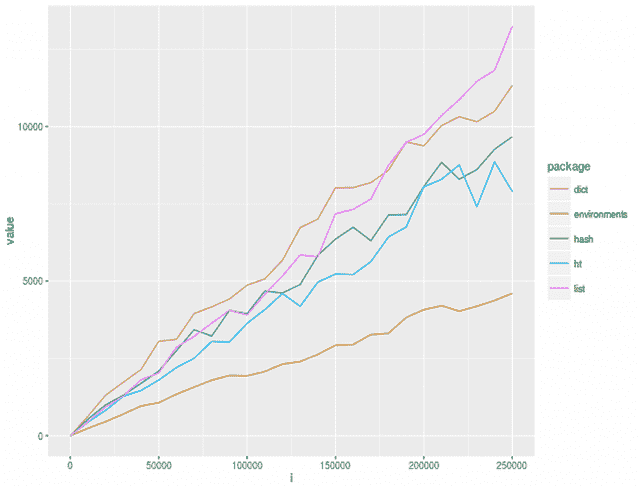 value
10000
5000
0
0
50000
100000
150000
200000
250000
i
package
dict
environments
hash
ht
list